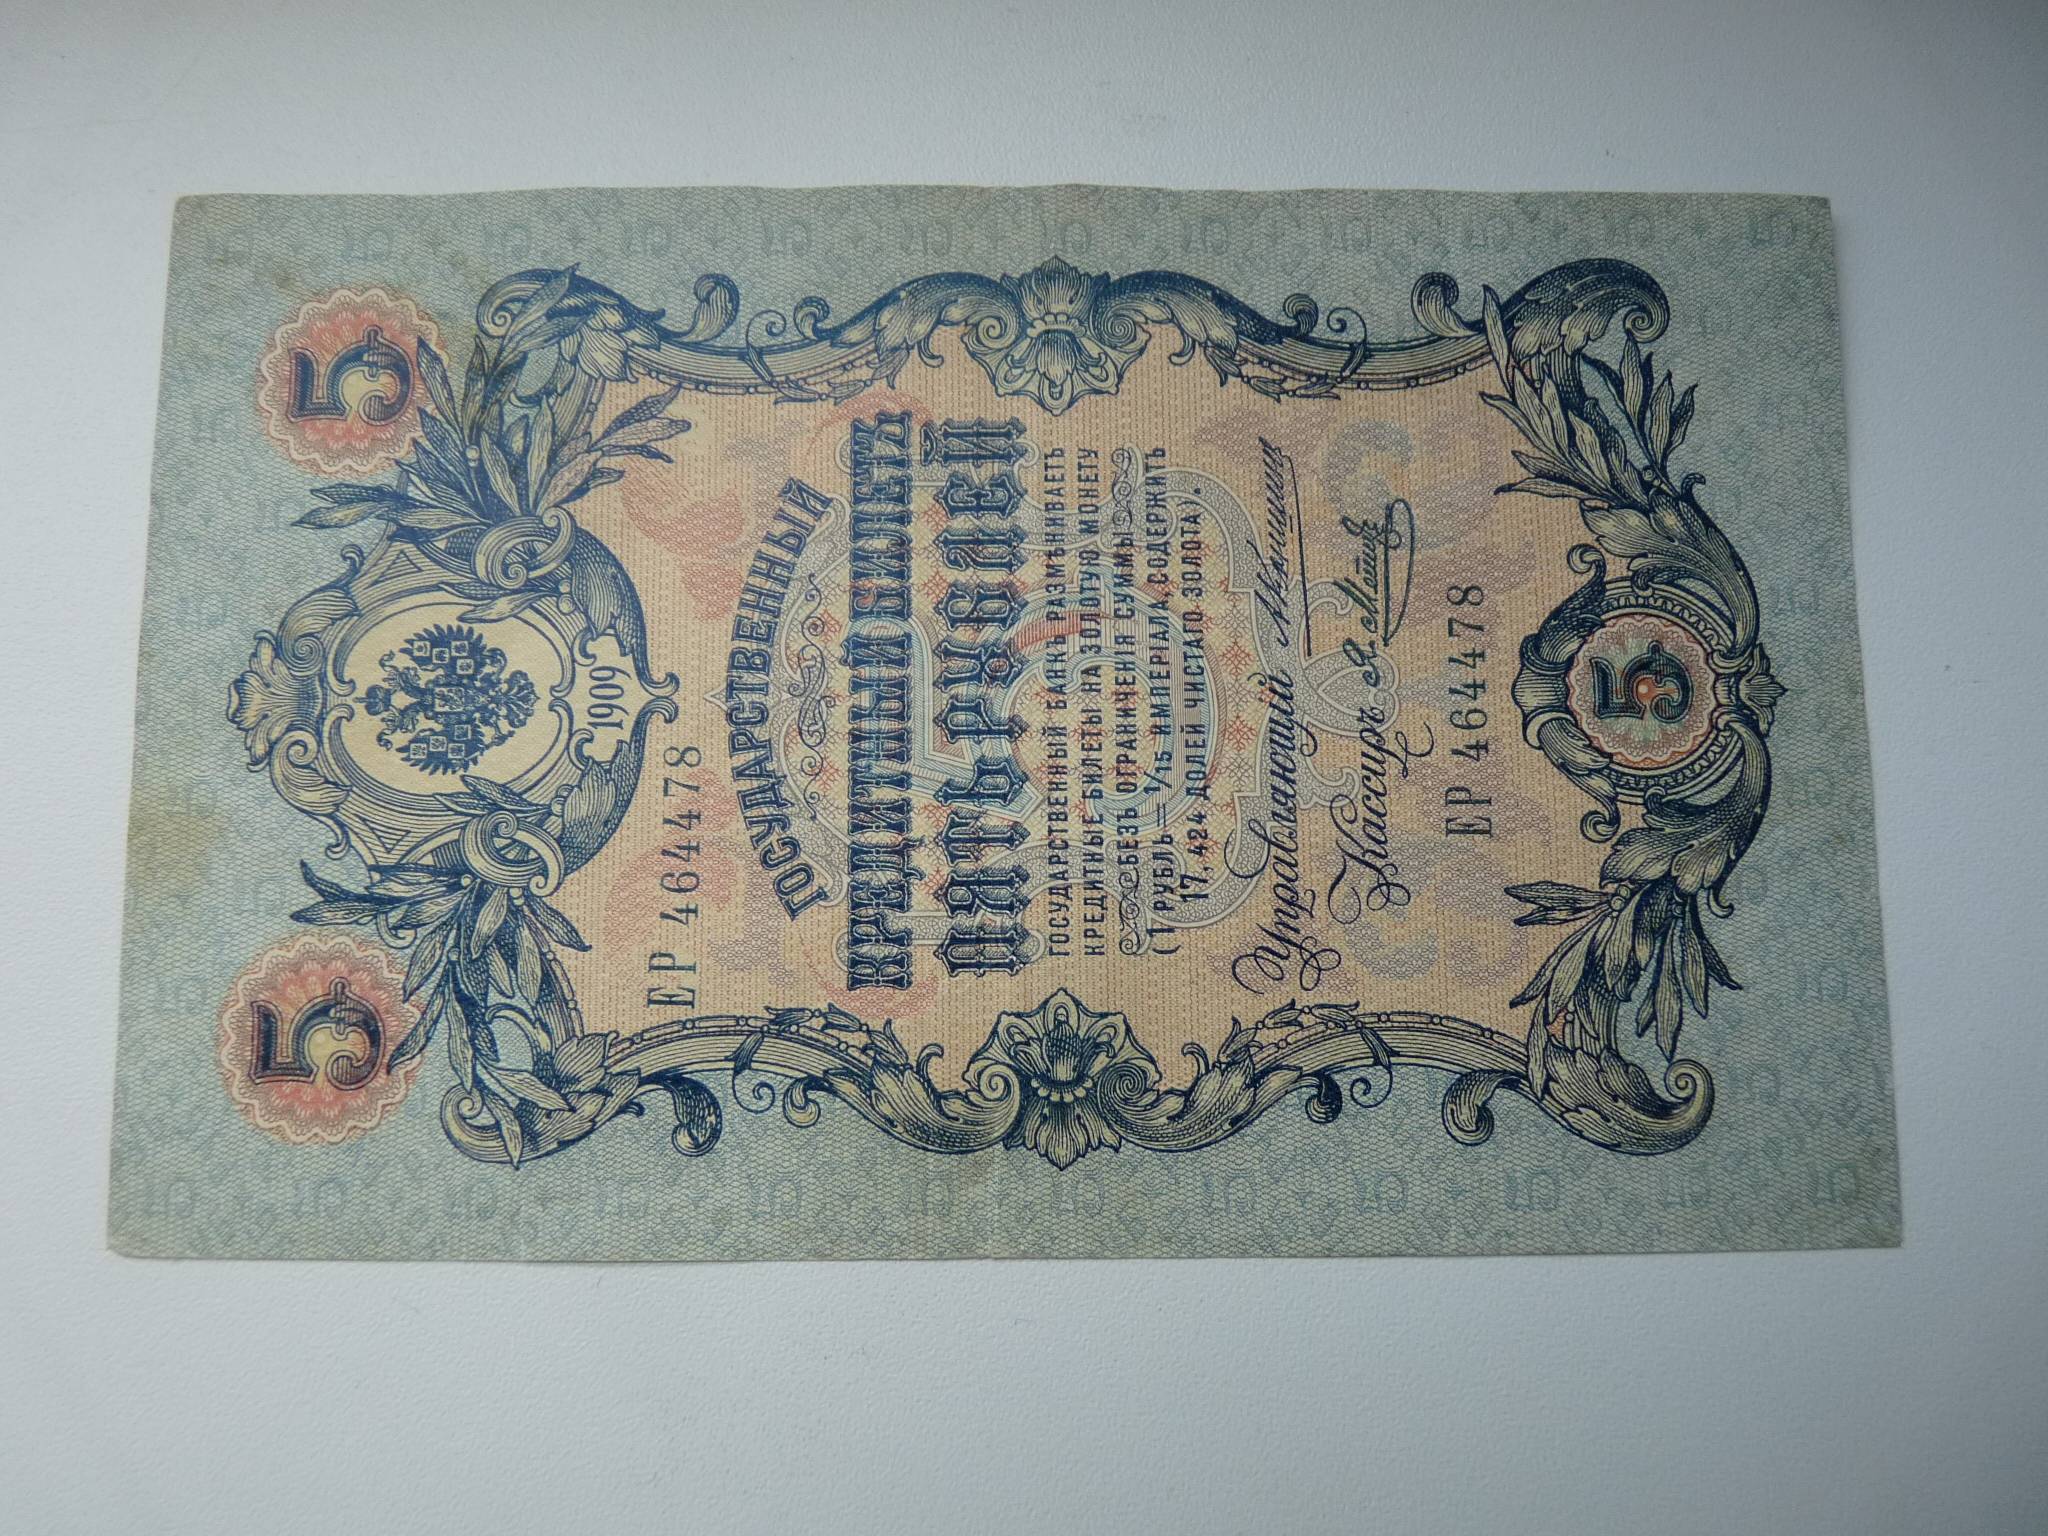 5 5
1909
ЕР 464478
ГОСУДАРСТВЕННЫЙ
КРЕДИТНЫЙ БИЛЕТЪ
ПЯТЬ РУБЛЕЙ
ГОСУДАРСТВЕННЫЙ БАНКЪ РАЗМѢНИВАЕТЪ
КРЕДИТНЫЕ БИЛЕТЫ НА ЗОЛОТУЮ МОНЕТУ
БЕЗЪ ОГРАНИЧЕНІЯ СУММЫ
(1 РУБЛЬ = 1/15 ИМПЕРІАЛА, СОДЕРЖИТЪ
17,424 ДОЛЕЙ ЧИСТАГО ЗОЛОТА).
Управляющій
Кассиръ
ЕР 464478
5